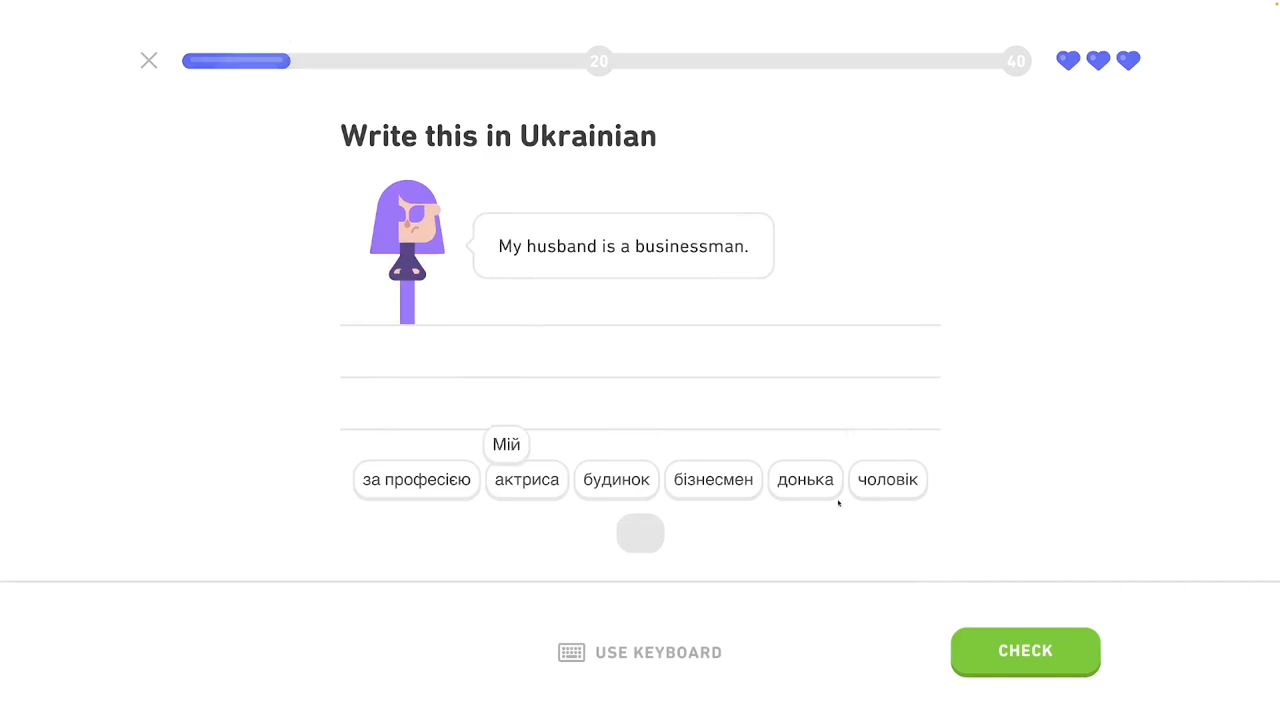 20
40
Write this in Ukrainian
My husband is a businessman.
Мій
за професією актриса будинок бізнесмен донька чоловік
USE KEYBOARD
CHECK